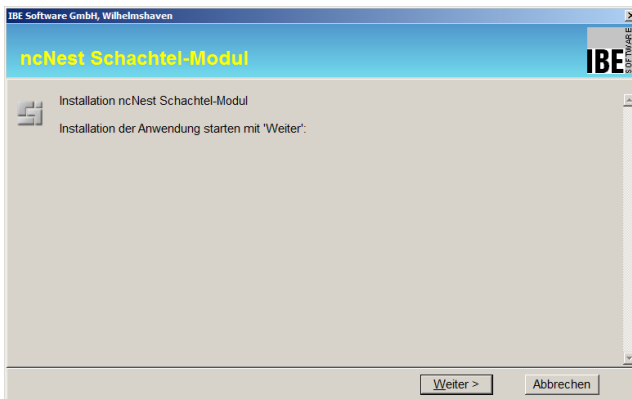 IBE Software GmbH, Wilhelmshaven
ncNest Schachtel-Modul
IBE SOFTWARE
Installation ncNest Schachtel-Modul
Installation der Anwendung starten mit 'Weiter':
Weiter >
Abbrechen